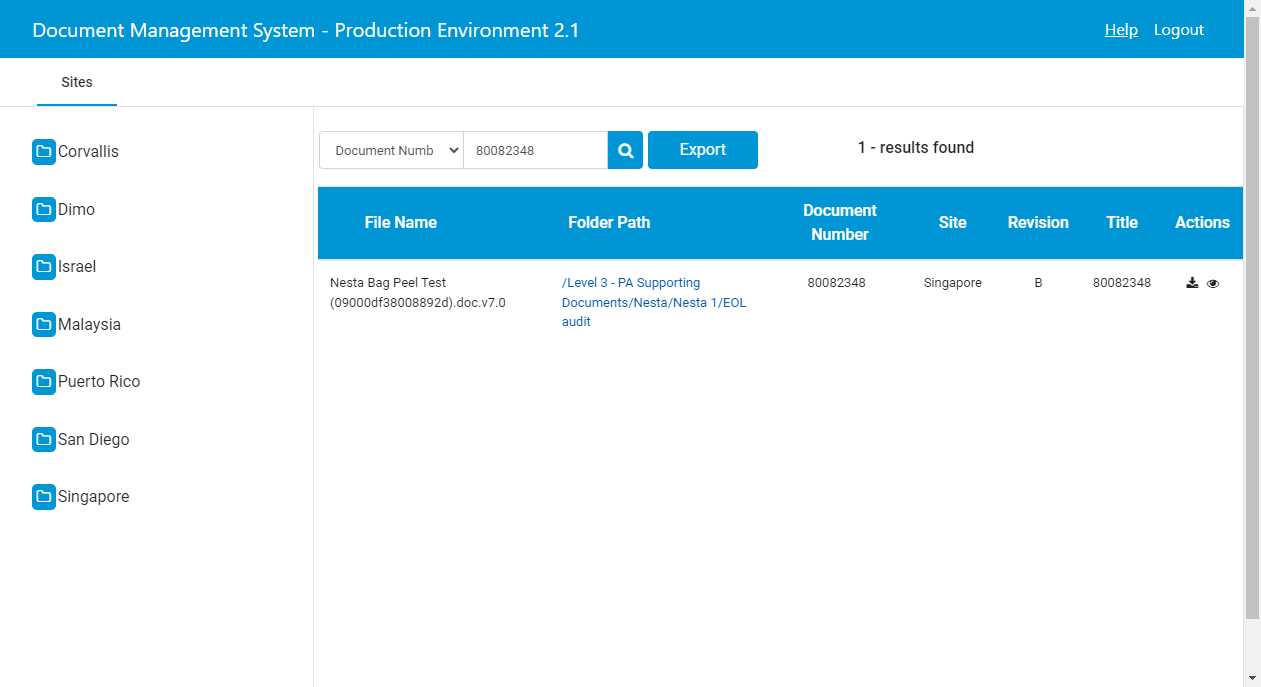 Document Management System - Production Environment 2.1
Help Logout
Sites
Corvallis
Dimo
Israel
Malaysia
Puerto Rico
San Diego
Singapore
Document Numb 80082348 Export 1 - results found
File Name Folder Path Document Number Site Revision Title Actions
Nesta Bag Peel Test
(09000df38008892d).doc.v7.0
/Level 3 - PA Supporting
Documents/Nesta/Nesta 1/EOL
audit
80082348 Singapore B 80082348